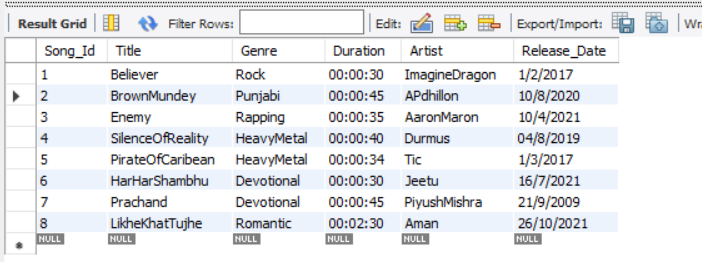 Result Grid Filter Rows: Edit: Export/Import: Wr
Song_Id Title Genre Duration Artist Release_Date
1 Believer Rock 00:00:30 ImagineDragon 1/2/2017
2 BrownMundey Punjabi 00:00:45 APdhillon 10/8/2020
3 Enemy Rapping 00:00:35 AaronMaron 10/4/2021
4 SilenceOfReality HeavyMetal 00:00:40 Durmus 04/8/2019
5 PirateOfCaribean HeavyMetal 00:00:34 Tic 1/3/2017
6 HarHarShambhu Devotional 00:00:30 Jeetu 16/7/2021
7 Prachand Devotional 00:00:45 PiyushMishra 21/9/2009
8 LikheKhatTujhe Romantic 00:02:30 Aman 26/10/2021
NULL NULL NULL NULL NULL NULL